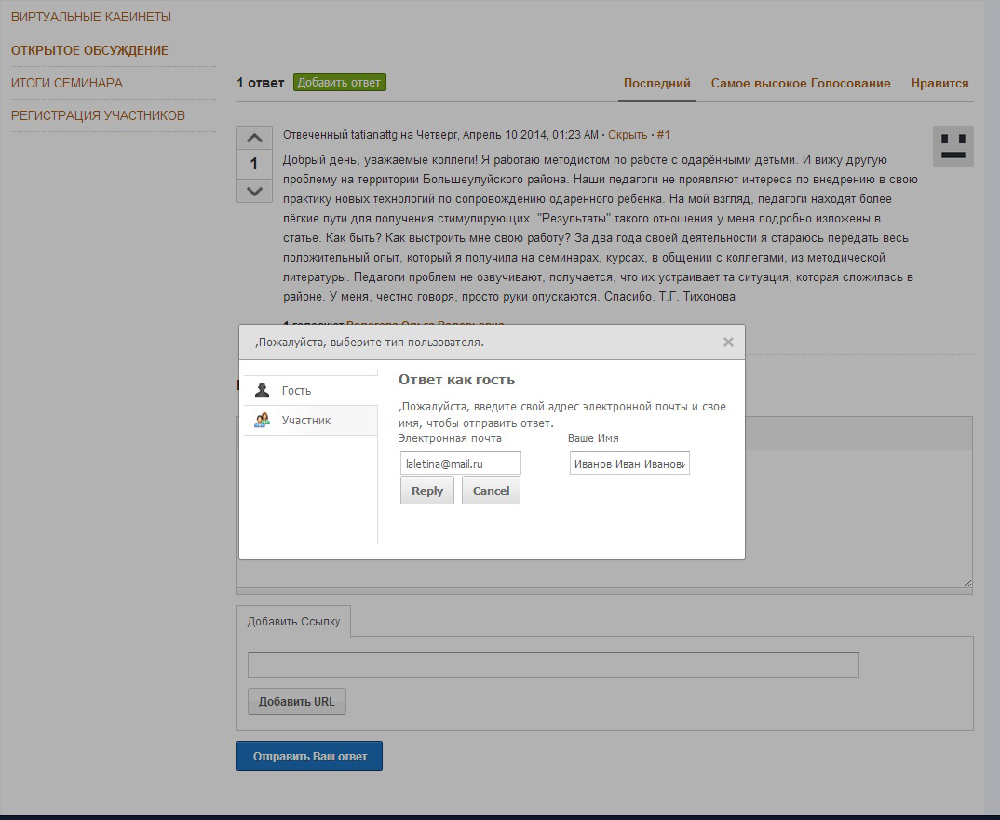 ВИРТУАЛЬНЫЕ КАБИНЕТЫ
ОТКРЫТОЕ ОБСУЖДЕНИЕ
ИТОГИ СЕМИНАРА
РЕГИСТРАЦИЯ УЧАСТНИКОВ
1 ответ Добавить ответ Последний Самое высокое Голосование Нравится
Отвеченный tatianattg на Четверг, Апрель 10 2014, 01:23 AM · Скрыть · #1
1
Добрый день, уважаемые коллеги! Я работаю методистом по работе с одарёнными детьми. И вижу другую
проблему на территории Большеулуйского района. Наши педагоги не проявляют интереса по внедрению в свою
практику новых технологий по сопровождению одарённого ребёнка. На мой взгляд, педагоги находят более
лёгкие пути для получения стимулирующих. "Результаты" такого отношения у меня подробно изложены в
статье. Как быть? Как выстроить мне свою работу? За два года своей деятельности я стараюсь передать весь
положительный опыт, который я получила на семинарах, курсах, в общении с коллегами, из методической
литературы. Педагоги проблем не озвучивают, получается, что их устраивает та ситуация, которая сложилась в
районе. У меня, честно говоря, просто руки опускаются. Спасибо. Т.Г. Тихонова
,Пожалуйста, выберите тип пользователя.
Гость
Участник
Ответ как гость
,Пожалуйста, введите свой адрес электронной почты и свое
имя, чтобы отправить ответ.
Электронная почта Ваше Имя
laletina@mail.ru Иванов Иван Иванови
Reply Cancel
Добавить Ссылку
Добавить URL
Отправить Ваш ответ